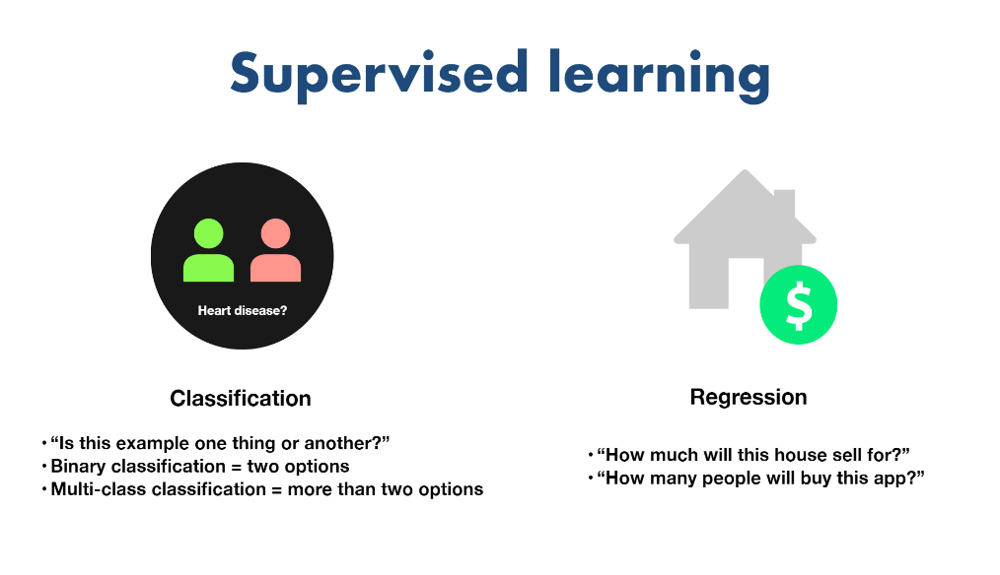 Supervised learning
Heart disease?
$
Classification
• “Is this example one thing or another?”
• Binary classification = two options
• Multi-class classification = more than two options
Regression
• “How much will this house sell for?”
• “How many people will buy this app?”